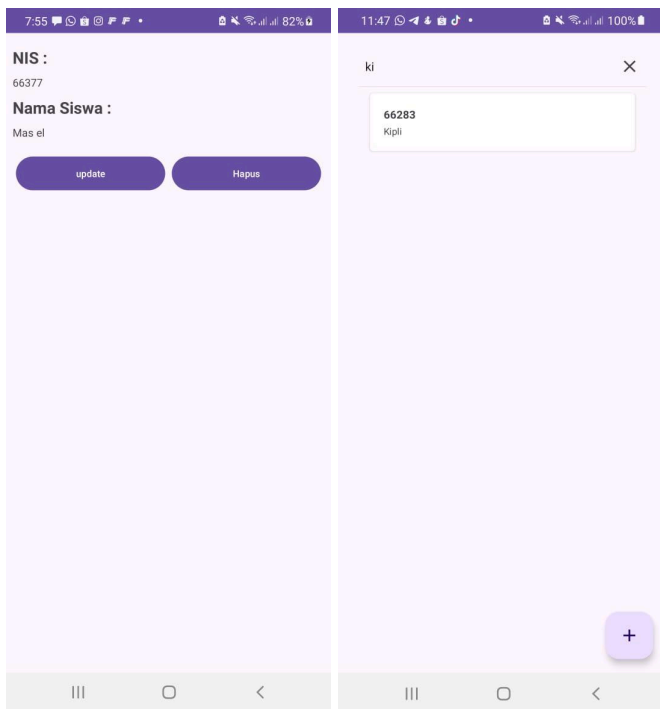 7:55
82%
NIS :
66377
Nama Siswa :
Mas el
update
Hapus
11:47
100%
ki
66283
Kipli
+